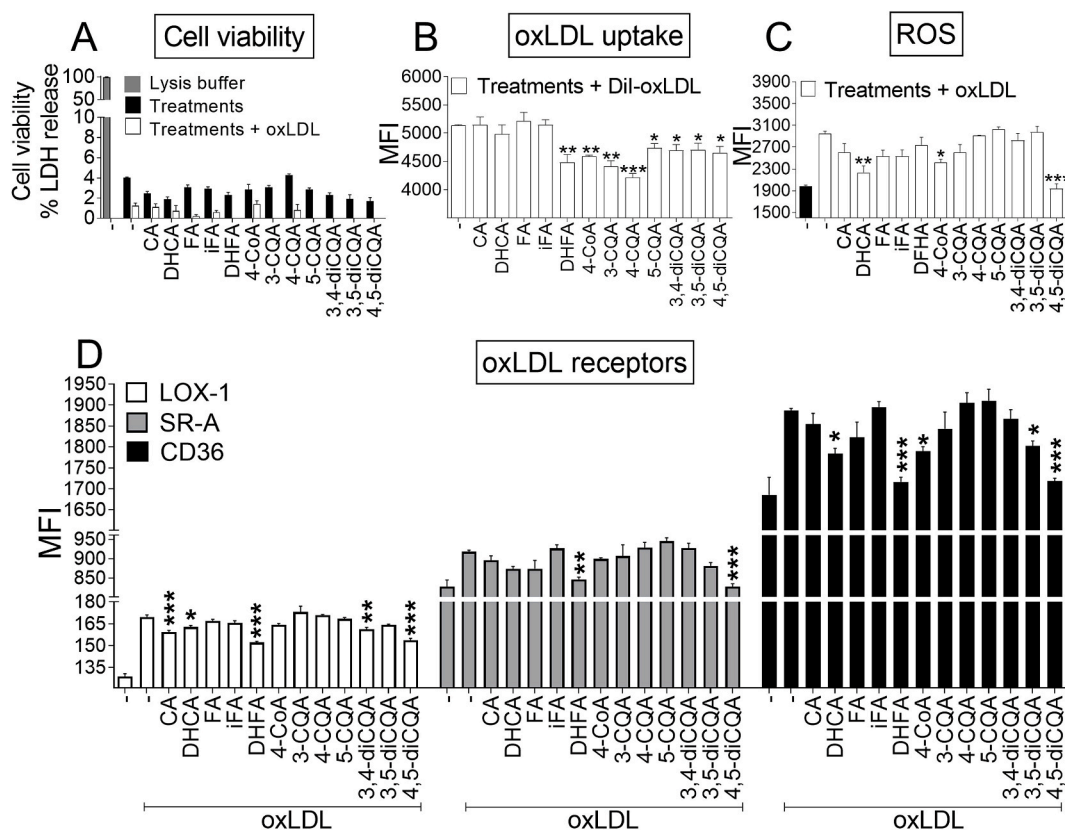 A
Cell viability
Cell viability
% LDH release
100
50
10
8
6
4
2
0
Lysis buffer
Treatments
Treatments + oxLDL
-
-
CA
DHCA
FA
iFA
DHFA
4-CoA
3-CQA
4-CQA
5-CQA
3,4-diCQA
3,5-diCQA
4,5-diCQA
B
oxLDL uptake
MFI
6000
5000
4000
Treatments + Dil-oxLDL
**
**
**
***
*
*
*
*
-
CA
DHCA
FA
iFA
DHFA
4-CoA
3-CQA
4-CQA
5-CQA
3,4-diCQA
3,5-diCQA
4,5-diCQA
C
ROS
MFI
3900
3500
3100
2700
2300
1900
1500
Treatments + oxLDL
**
*
***
-
-
CA
DHCA
FA
iFA
DFHA
4-CoA
3-CQA
4-CQA
5-CQA
3,4-diCQA
3,5-diCQA
4,5-diCQA
D
oxLDL receptors
MFI
1950
1900
1850
1800
1750
1700
1650
950
900
850
180
165
150
135
LOX-1
SR-A
CD36
***
*
***
**
***
**
***
*
***
*
*
***
-
-
CA
DHCA
FA
iFA
DHFA
4-CoA
3-CQA
4-CQA
5-CQA
3,4-diCQA
3,5-diCQA
4,5-diCQA
oxLDL
-
-
CA
DHCA
FA
iFA
DHFA
4-CoA
3-CQA
4-CQA
5-CQA
3,4-diCQA
3,5-diCQA
4,5-diCQA
oxLDL
-
-
CA
DHCA
FA
iFA
DHFA
4-CoA
3-CQA
4-CQA
5-CQA
3,4-diCQA
3,5-diCQA
4,5-diCQA
oxLDL